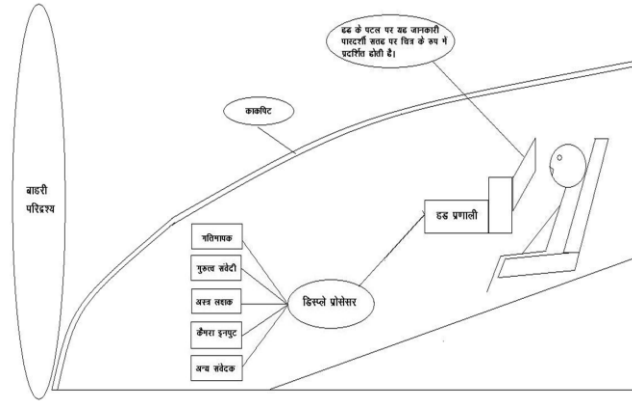 हड के पटल पर यह जानकारी
पारदर्शी सतह पर चित्र के रूप में
प्रदर्शित होती है।
काकपिट
बाहरी
परिदृश्य
गतिमापक
हड प्रणाली
गुरुत्व संवेदी
अस्त्र
डिस्प्ले प्रोसेसर
कैमरा इनपुट
अन्य संवेदक